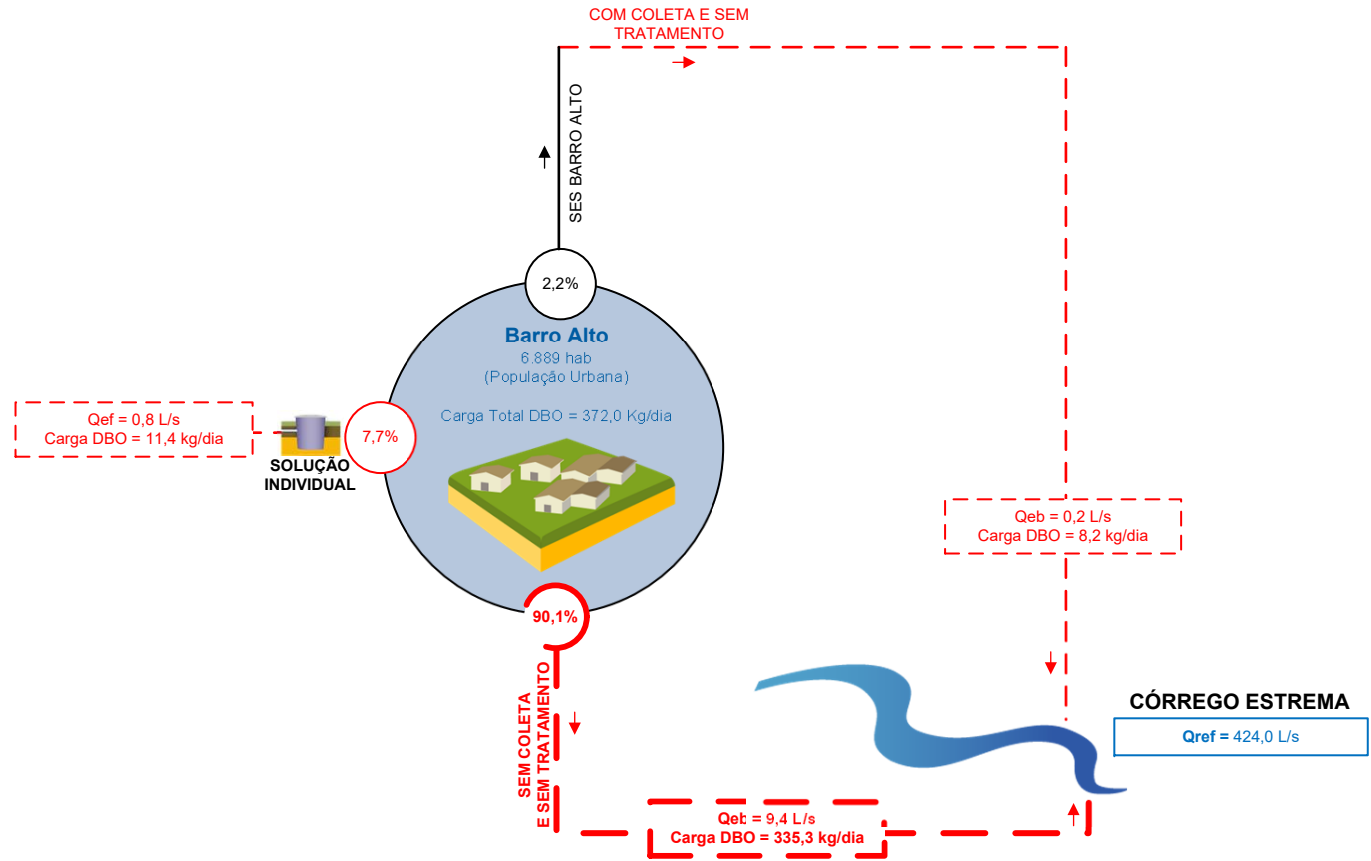 COM COLETA E SEM
TRATAMENTO
SES BARRO ALTO
2,2%
Barro Alto
6.889 hab
(População Urbana)
Carga Total DBO = 372,0 Kg/dia
Qef = 0,8 L/s
Carga DBO = 11,4 kg/dia
7,7%
SOLUÇÃO
INDIVIDUAL
Qeb = 0,2 L/s
Carga DBO = 8,2 kg/dia
90,1%
SEM COLETA
E SEM TRATAMENTO
CÓRREGO ESTREMA
Qref = 424,0 L/s
Qeb = 9,4 L/s
Carga DBO = 335,3 kg/dia